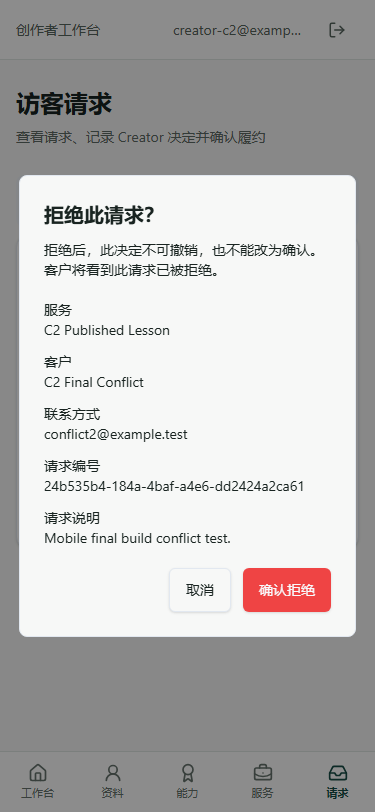 创作者工作台
creator-c2@examp...
访客请求
查看请求、记录 Creator 决定并确认履约
拒绝此请求?
拒绝后，此决定不可撤销，也不能改为确认。
客户将看到此请求已被拒绝。
服务
C2 Published Lesson
客户
C2 Final Conflict
联系方式
conflict2@example.test
请求编号
24b535b4-184a-4baf-a4e6-dd2424a2ca61
请求说明
Mobile final build conflict test.
取消
确认拒绝
工作台
资料
能力
服务
请求